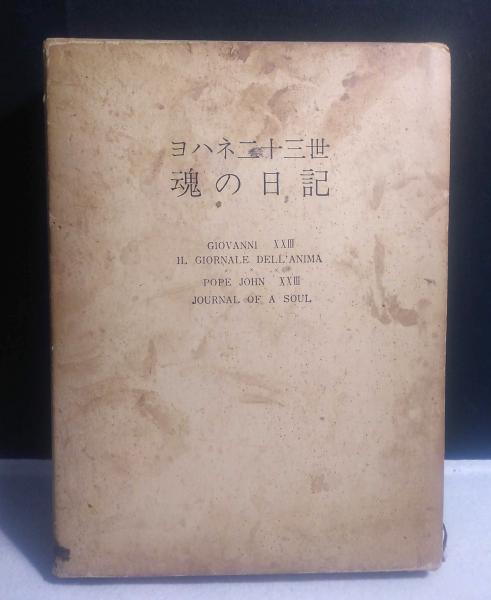 ヨハネ二十三世
魂の日記
GIOVANNI XXIII
IL GIORNALE DELL'ANIMA
POPE JOHN XXIII
JOURNAL OF A SOUL